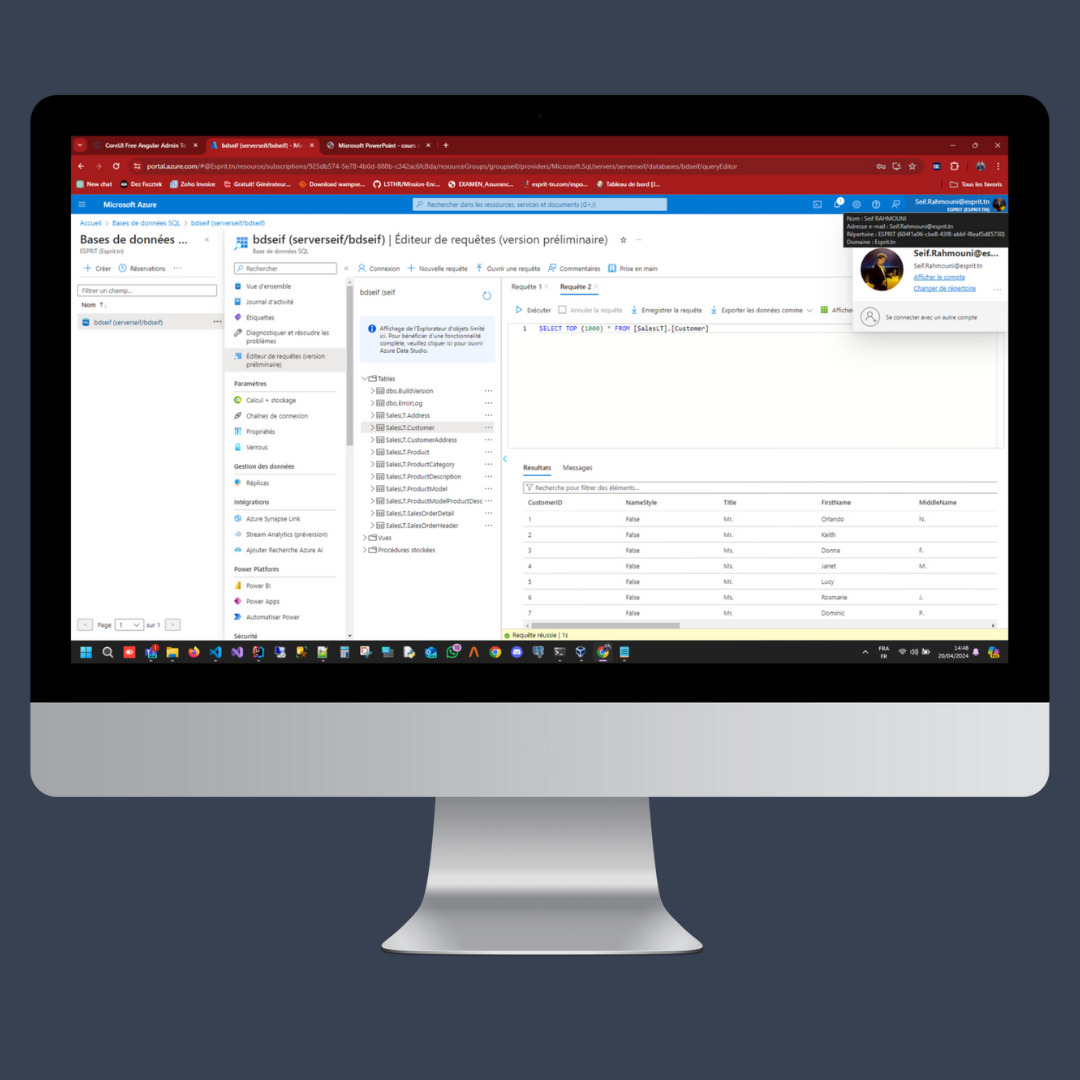 CoreUI Free Angular Admin Te
bdseif (serverseif/bdseif) - Mic
Microsoft PowerPoint - cours -
portal.azure.com/#@Esprit.tn/resource/subscriptions/925db574-5e78-4b0d-888b-c342ac6fc8da/resourceGroups/groupseif/providers/Microsoft.Sql/servers/serverseif/databases/bdseif/queryEditor
New chat
Dez Fazztek
Zoho Invoice
Gratuit! Générateur...
Download wampse...
LSTHR/Mission-Ent...
EXAMEN_Assuranc...
esprit-tn.com/espo...
Tableau de bord |I...
Tous les favoris
Microsoft Azure
Rechercher dans les ressources, services et documents (G+/)
1
Seif.Rahmouni@esprit.tn
ESPRIT (ESPRIT.TN)
Accueil > Bases de données SQL > bdseif (serverseif/bdseif)
Nom : Seif RAHMOUNI
Adresse e-mail : Seif.Rahmouni@esprit.tn
Domaine : Esprit.tn
Seif.Rahmouni@es...
Seif.Rahmouni@esprit.tn
Afficher le compte
Changer de répertoire
Se connecter avec un autre compte
Bases de données ...
ESPRIT (Esprit.tn)
Créer
Réservations
Filtrer un champ...
Nom ↑↓
bdseif (serverseif/bdseif)
Page 1 sur 1
bdseif (serverseif/bdseif) | Éditeur de requêtes (version préliminaire)
Base de données SQL
Rechercher
Connexion
Nouvelle requête
Ouvrir une requête
Commentaires
Prise en main
Vue d'ensemble
Journal d'activité
Étiquettes
Diagnostiquer et résoudre les
problèmes
Éditeur de requêtes (version
préliminaire)
Paramètres
Calcul + stockage
Chaînes de connexion
Propriétés
Verrous
Gestion des données
Réplicas
Intégrations
Azure Synapse Link
Stream Analytics (préversion)
Ajouter Recherche Azure AI
Power Platform
Power BI
Power Apps
Automatiser Power
Sécurité
bdseif (seif
Affichage de l'Explorateur d'objets limité
ici. Pour bénéficier d'une fonctionnalité
complète, veuillez cliquer ici pour ouvrir
Azure Data Studio.
Tables
dbo.BuildVersion
dbo.ErrorLog
SalesLT.Address
SalesLT.Customer
SalesLT.CustomerAddress
SalesLT.Product
SalesLT.ProductCategory
SalesLT.ProductDescription
SalesLT.ProductModel
SalesLT.ProductModelProductDesc
SalesLT.SalesOrderDetail
SalesLT.SalesOrderHeader
Vues
Procédures stockées
Requête 1
Requête 2
Exécuter
Annuler la requête
Enregistrer la requête
Exporter les données comme
Afficher
1 SELECT TOP (1000) * FROM [SalesLT].[Customer]
Résultats
Messages
Recherche pour filtrer des éléments...
CustomerID NameStyle Title FirstName MiddleName
1 False Mr. Orlando N.
2 False Mr. Keith
3 False Ms. Donna F.
4 False Ms. Janet M.
5 False Mr. Lucy
6 False Ms. Rosmarie J.
7 False Mr. Dominic P.
Requête réussie | 1s
FRA
FR
14:48
20/04/2024